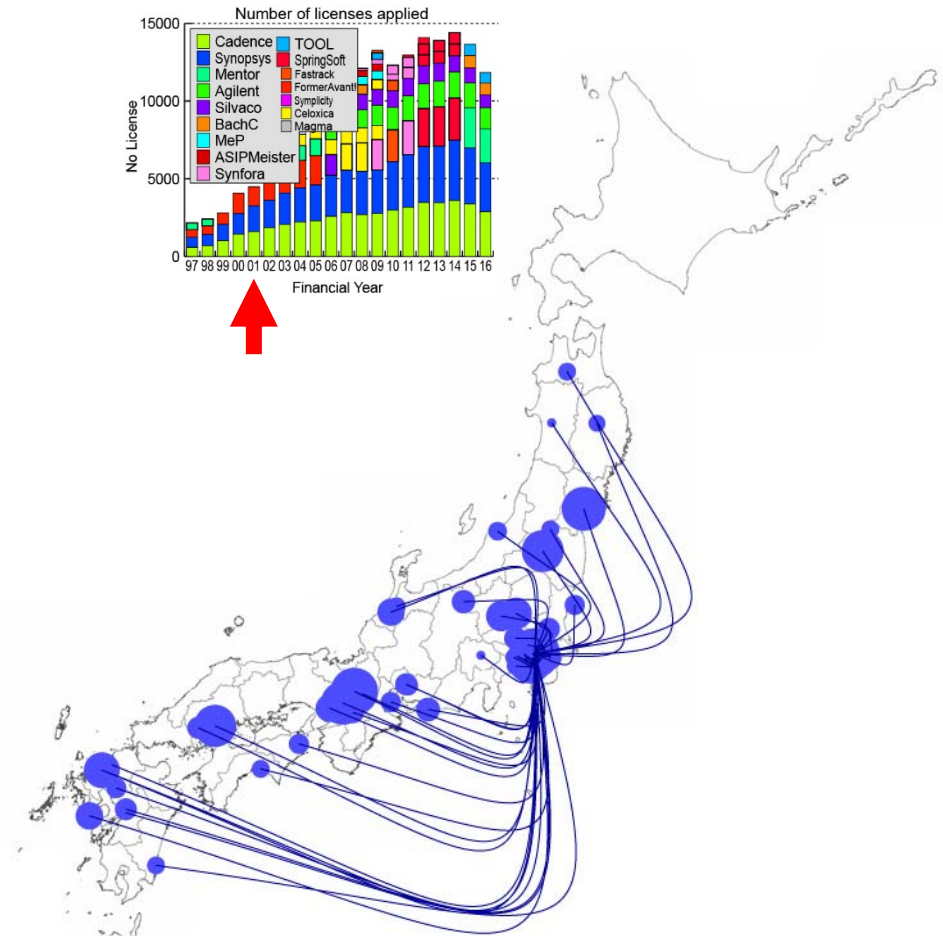 Number of licenses applied
15000
10000
5000
0
No License
Cadence
Synopsys
Mentor
Agilent
Silvaco
BachC
MeP
ASIPMeister
Synfora
TOOL
SpringSoft
Fastrack
FormerAvant!
Symplicity
Celoxica
Magma
97 98 99 00 01 02 03 04 05 06 07 08 09 10 11 12 13 14 15 16
Financial Year